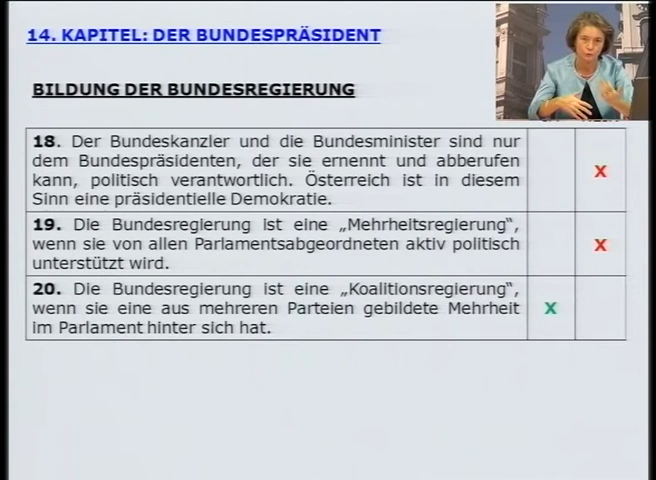 14. KAPITEL: DER BUNDESPRÄSIDENT
BILDUNG DER BUNDESREGIERUNG
18. Der Bundeskanzler und die Bundesminister sind nur
dem Bundespräsidenten, der sie ernennt und abberufen
kann, politisch verantwortlich. Österreich ist in diesem
Sinn eine präsidentielle Demokratie.
X
19. Die Bundesregierung ist eine „Mehrheitsregierung“,
wenn sie von allen Parlamentsabgeordneten aktiv politisch
unterstützt wird.
X
20. Die Bundesregierung ist eine „Koalitionsregierung“,
wenn sie eine aus mehreren Parteien gebildete Mehrheit
im Parlament hinter sich hat.
X